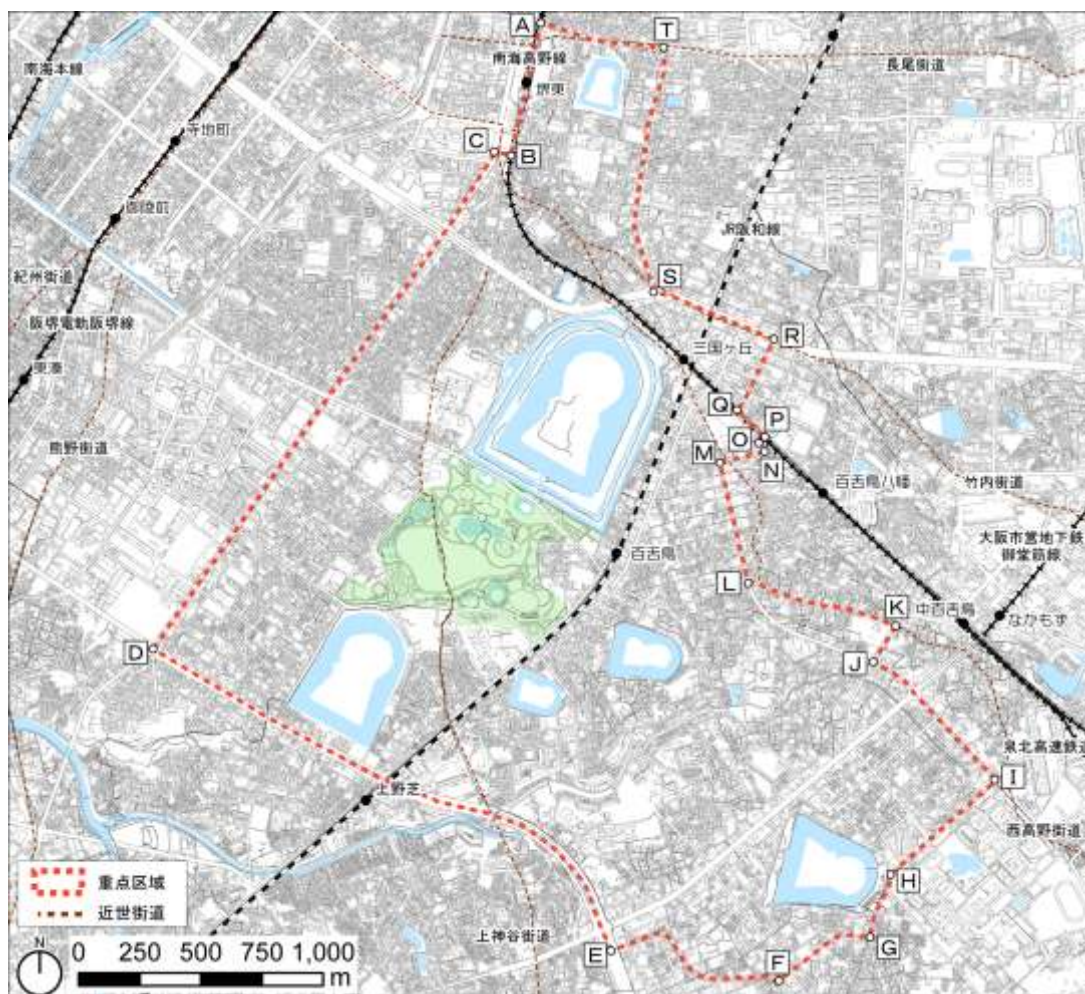 A
T
南海本線
南海高野線
長尾街道
堺東
寺地町
C
B
御陵前
JR阪和線
紀州街道
S
阪堺電軌阪堺線
R
三国ヶ丘
東湊
Q
P
O
熊野街道
M
N
百舌鳥八幡
竹内街道
大阪市営地下鉄
御堂筋線
百舌鳥
L
K
中百舌鳥
なかもず
D
J
泉北高速鉄道
I
上野芝
西高野街道
重点区域
H
近世街道
上神谷街道
G
E
F
N
0 250 500 750 1,000
m